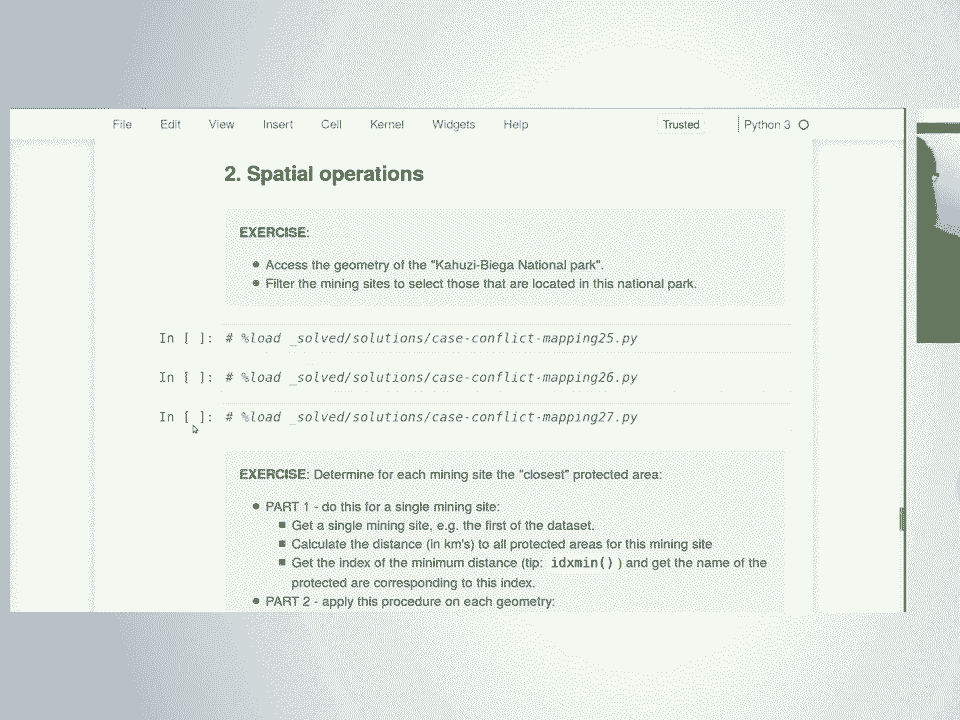 File Edit View Insert Cell Kernel Widgets Help Trusted Python 3
2. Spatial operations
EXERCISE:
● Access the geometry of the "Kahuzi-Biega National park".
● Filter the mining sites to select those that are located in this national park.
In [ ]: # %load _solved/solutions/case-conflict-mapping25.py
In [ ]: # %load _solved/solutions/case-conflict-mapping26.py
In [ ]: # %load _solved/solutions/case-conflict-mapping27.py
EXERCISE: Determine for each mining site the "closest" protected area:
● PART 1 - do this for a single mining site:
■ Get a single mining site, e.g. the first of the dataset.
■ Calculate the distance (in km's) to all protected areas for this mining site
■ Get the index of the minimum distance (tip: idxmin() ) and get the name of the
protected are corresponding to this index.
● PART 2 - apply this procedure on each geometry: